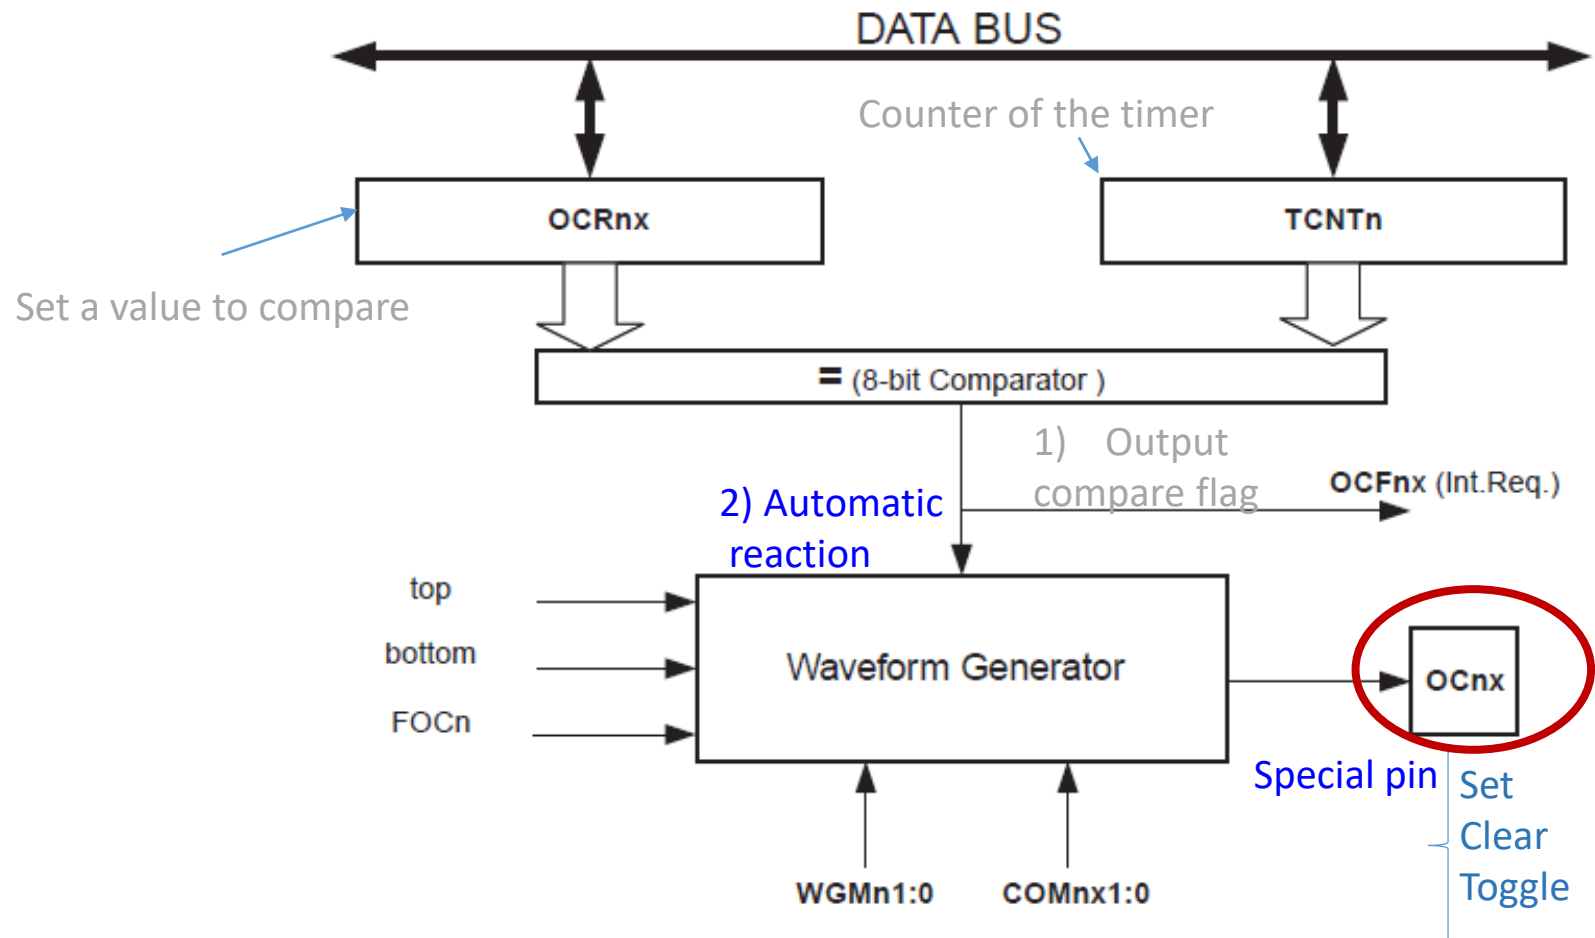 DATA BUS
Counter of the timer
OCRnx
TCNTn
Set a value to compare
= (8-bit Comparator )
1) Output
compare flag
OCFnx (Int.Req.)
2) Automatic
reaction
top
bottom
FOCn
Waveform Generator
OCnx
Special pin
Set
Clear
Toggle
WGMn1:0
COMnx1:0